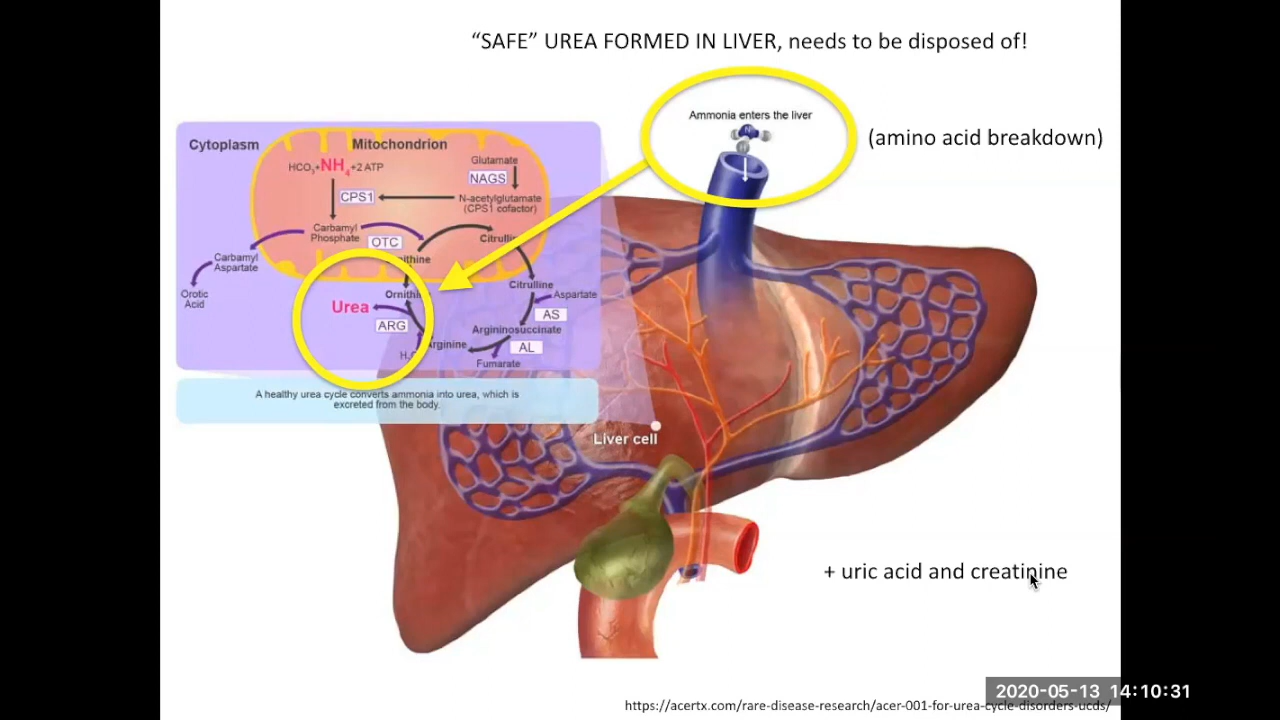 “SAFE” UREA FORMED IN LIVER, needs to be disposed of!
Ammonia enters the liver
N
H
(amino acid breakdown)
Cytoplasm
Mitochondrion
HCO3+NH4+2 ATP
Glutamate
NAGS
CPS1
N-acetylglutamate
(CPS1 cofactor)
Carbamyl
Phosphate
OTC
Citrullin
nithine
Carbamyl
Aspartate
Orotic
Acid
Ornithin
Citrulline
Aspartate
Urea
ARG
AS
Argininosuccinate
Arginine
AL
H2O
Fumarate
A healthy urea cycle converts ammonia into urea, which is
excreted from the body.
Liver cell
+ uric acid and creatinine
2020-05-13 14:10:31
https://acertx.com/rare-disease-research/acer-001-for-urea-cycle-disorders-ucds/